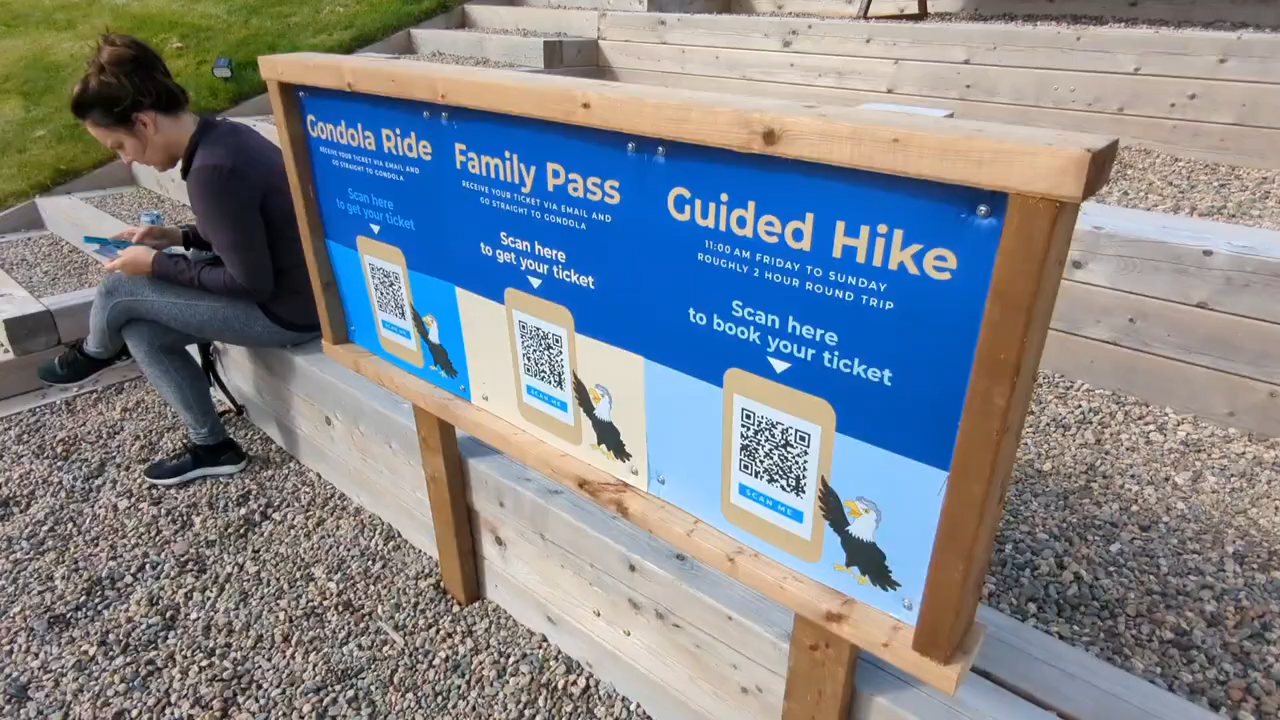 Gondola Ride
RECEIVE YOUR TICKET VIA EMAIL AND
GO STRAIGHT TO GONDOLA
Scan here
to get your ticket
SCAN ME
Family Pass
RECEIVE YOUR TICKET VIA EMAIL AND
GO STRAIGHT TO GONDOLA
Scan here
to get your ticket
SCAN ME
Guided Hike
11:00 AM FRIDAY TO SUNDAY
ROUGHLY 2 HOUR ROUND TRIP
Scan here
to book your ticket
SCAN ME